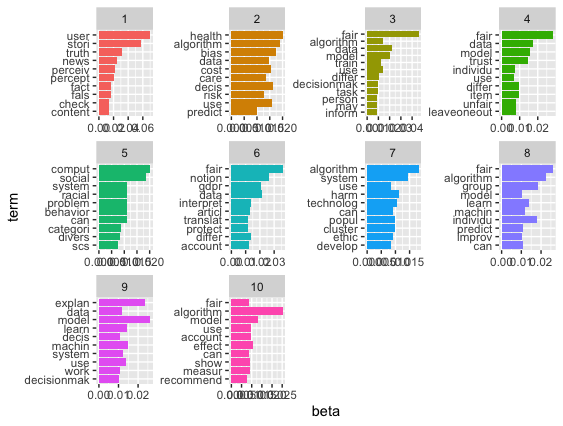 1
user
stori
truth
news
perceiv
percept
fact
fals
check
content
0.00 0.02 0.04 0.06
2
health
algorithm
bias
data
cost
care
decis
risk
use
predict
3
fair
algorithm
data
model
train
use
differ
decisionmak
task
person
may
inform
4
fair
data
model
trust
individu
use
differ
item
unfair
leaveoneout
0.00 0.01 0.02
5
comput
social
system
racial
problem
behavior
can
categori
divers
scs
6
fair
notion
gdpr
data
interpret
articl
translat
protect
differ
account
0.00 0.01 0.02 0.03
7
algorithm
system
use
harm
technolog
can
popul
cluster
ethic
develop
8
fair
algorithm
group
model
learn
machin
individu
predict
improv
can
0.00 0.01 0.02
9
explan
data
model
learn
decis
machin
system
use
work
decisionmak
0.00 0.01 0.02
10
fair
algorithm
model
use
account
effect
can
show
measur
recommend
term
beta